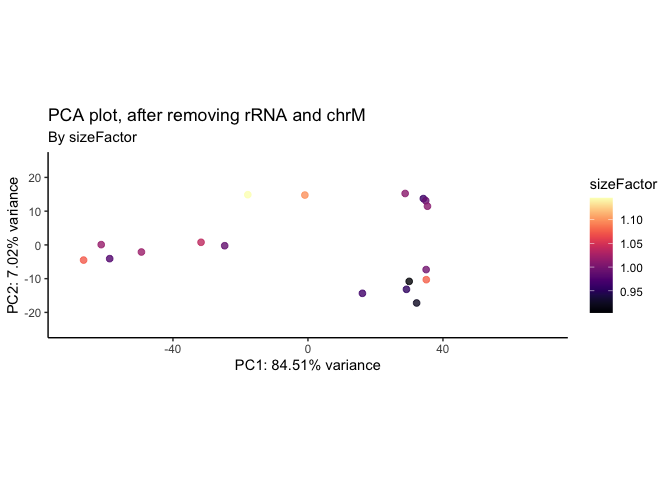 PCA plot, after removing rRNA and chrM
By sizeFactor
PC2: 7.02% variance
20
10
0
-10
-20
-40
0
40
PC1: 84.51% variance
sizeFactor
1.10
1.05
1.00
0.95